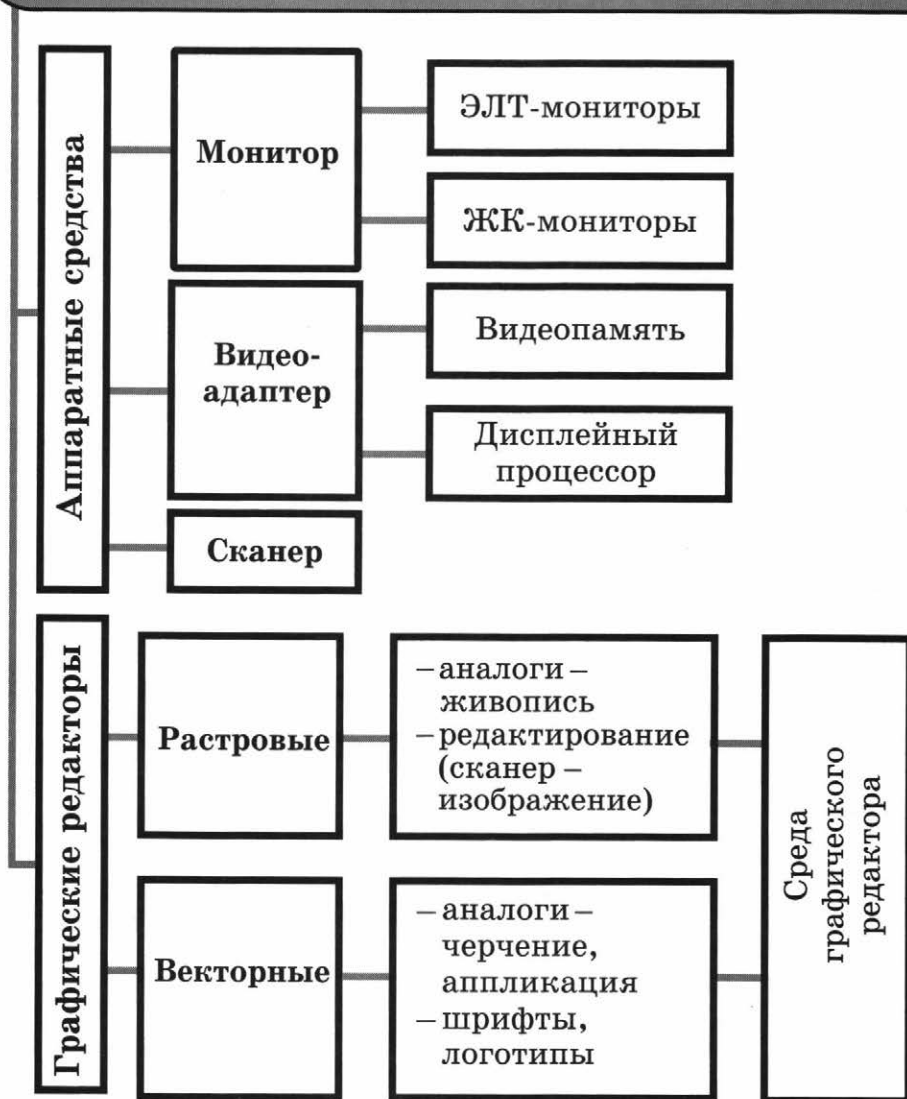 Аппаратные средства
Монитор
ЭЛТ-мониторы
ЖК-мониторы
Видео-
адаптер
Видеопамять
Дисплейный
процессор
Сканер
Графические редакторы
Растровые
– аналоги –
живопись
– редактирование
(сканер –
изображение)
Векторные
– аналоги –
черчение,
аппликация
– шрифты,
логотипы
Среда
графического
редактора